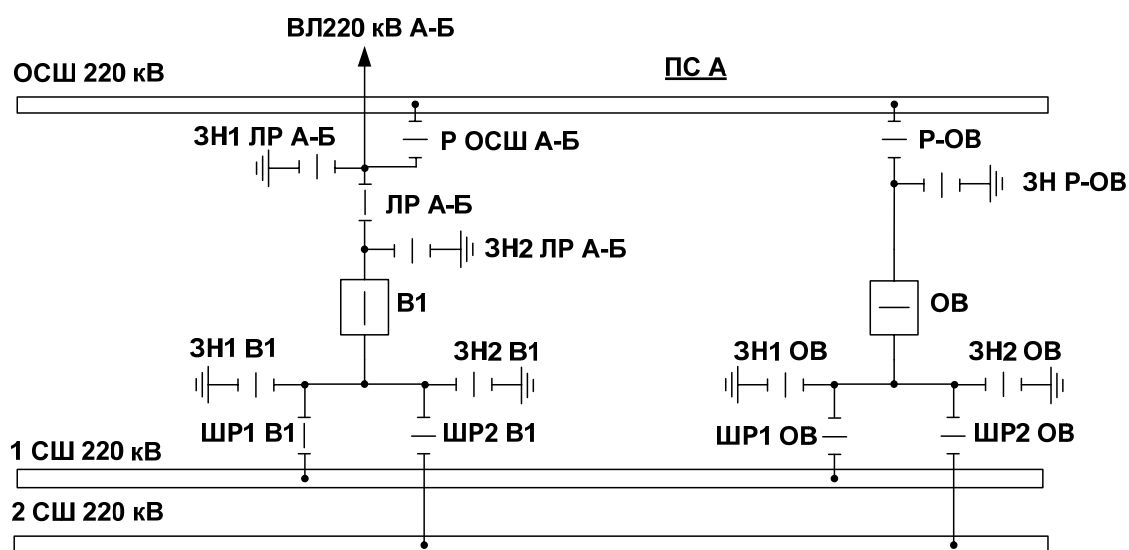 ВЛ220 кВ А-Б
ОСШ 220 кВ
ПС А
ЗН1 ЛР А-Б
Р ОСШ А-Б
Р-ОВ
ЗН Р-ОВ
ЛР А-Б
ЗН2 ЛР А-Б
В1
ОВ
ЗН1 В1
ЗН2 В1
ЗН1 ОВ
ЗН2 ОВ
ШР1 В1
ШР2 В1
ШР1 ОВ
ШР2 ОВ
1 СШ 220 кВ
2 СШ 220 кВ